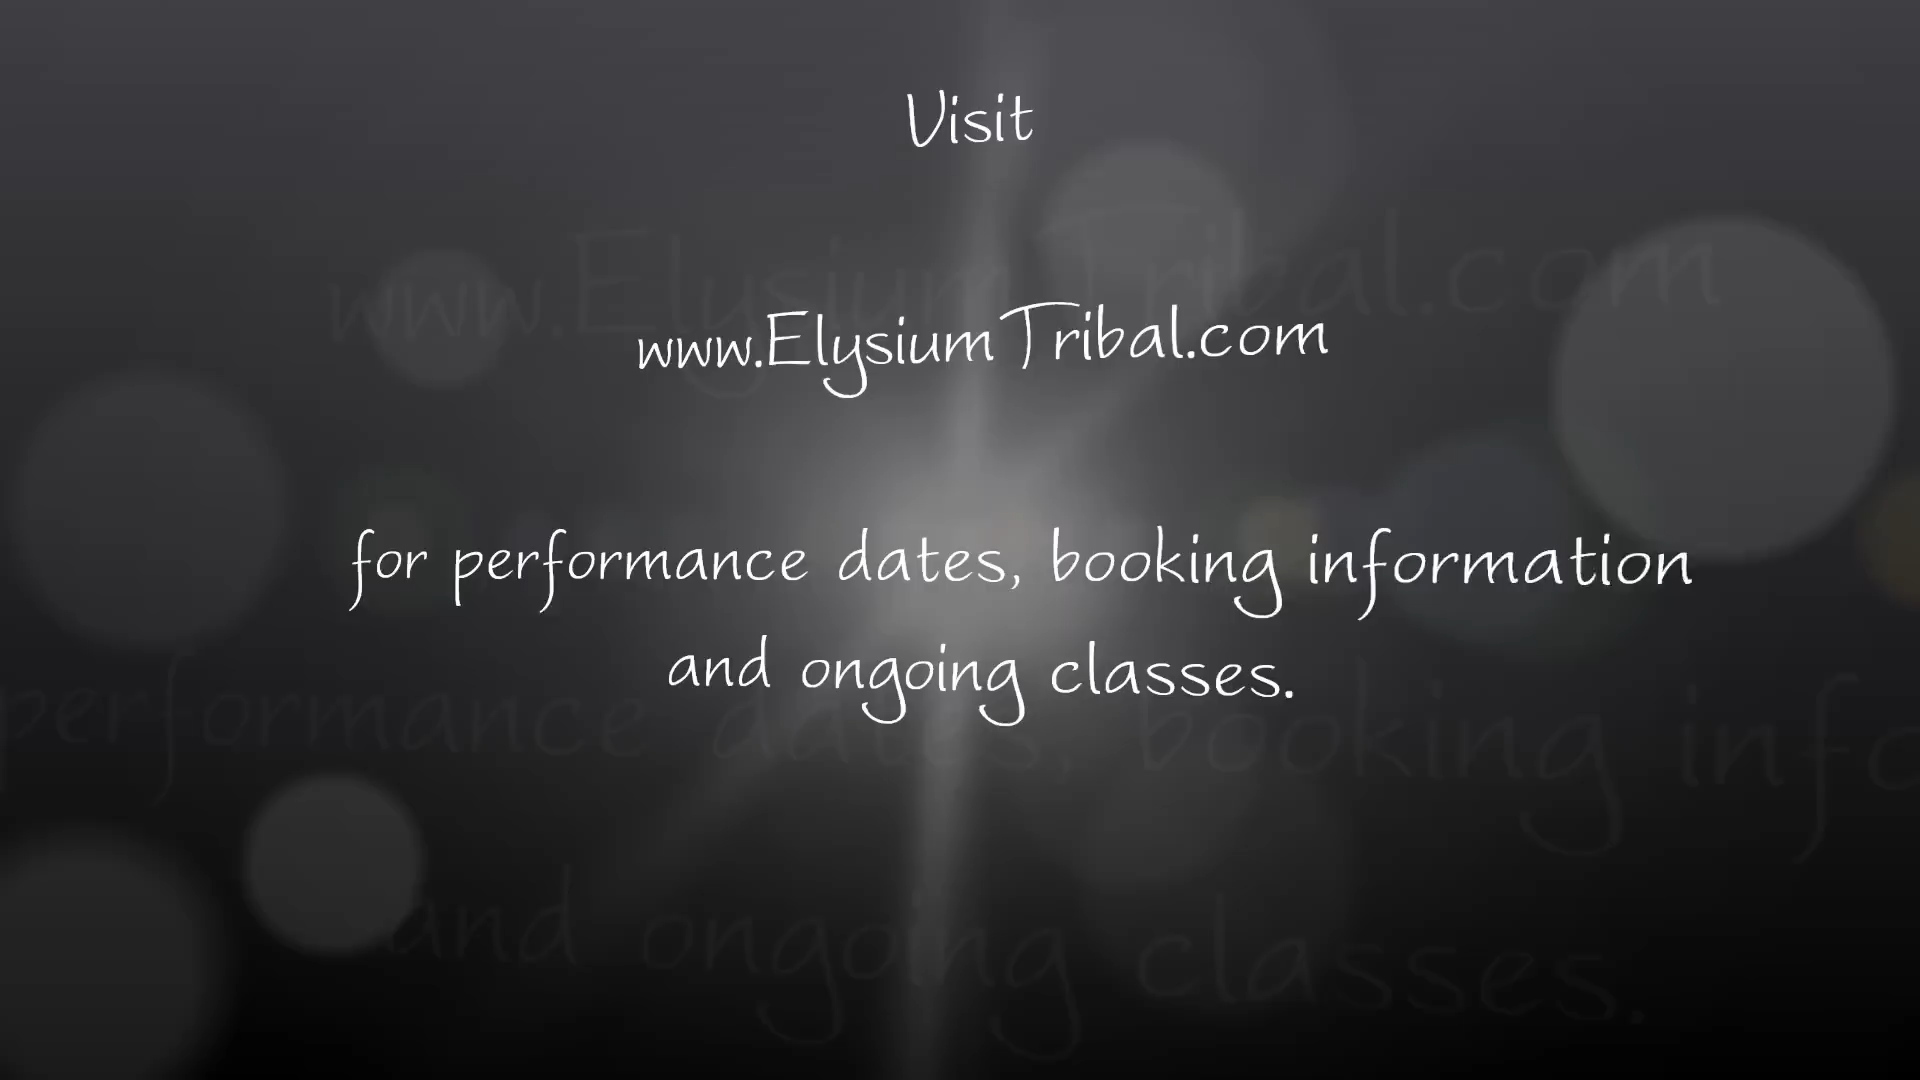 Visit
www.ElysiumTribal.com
for performance dates, booking information
and ongoing classes.